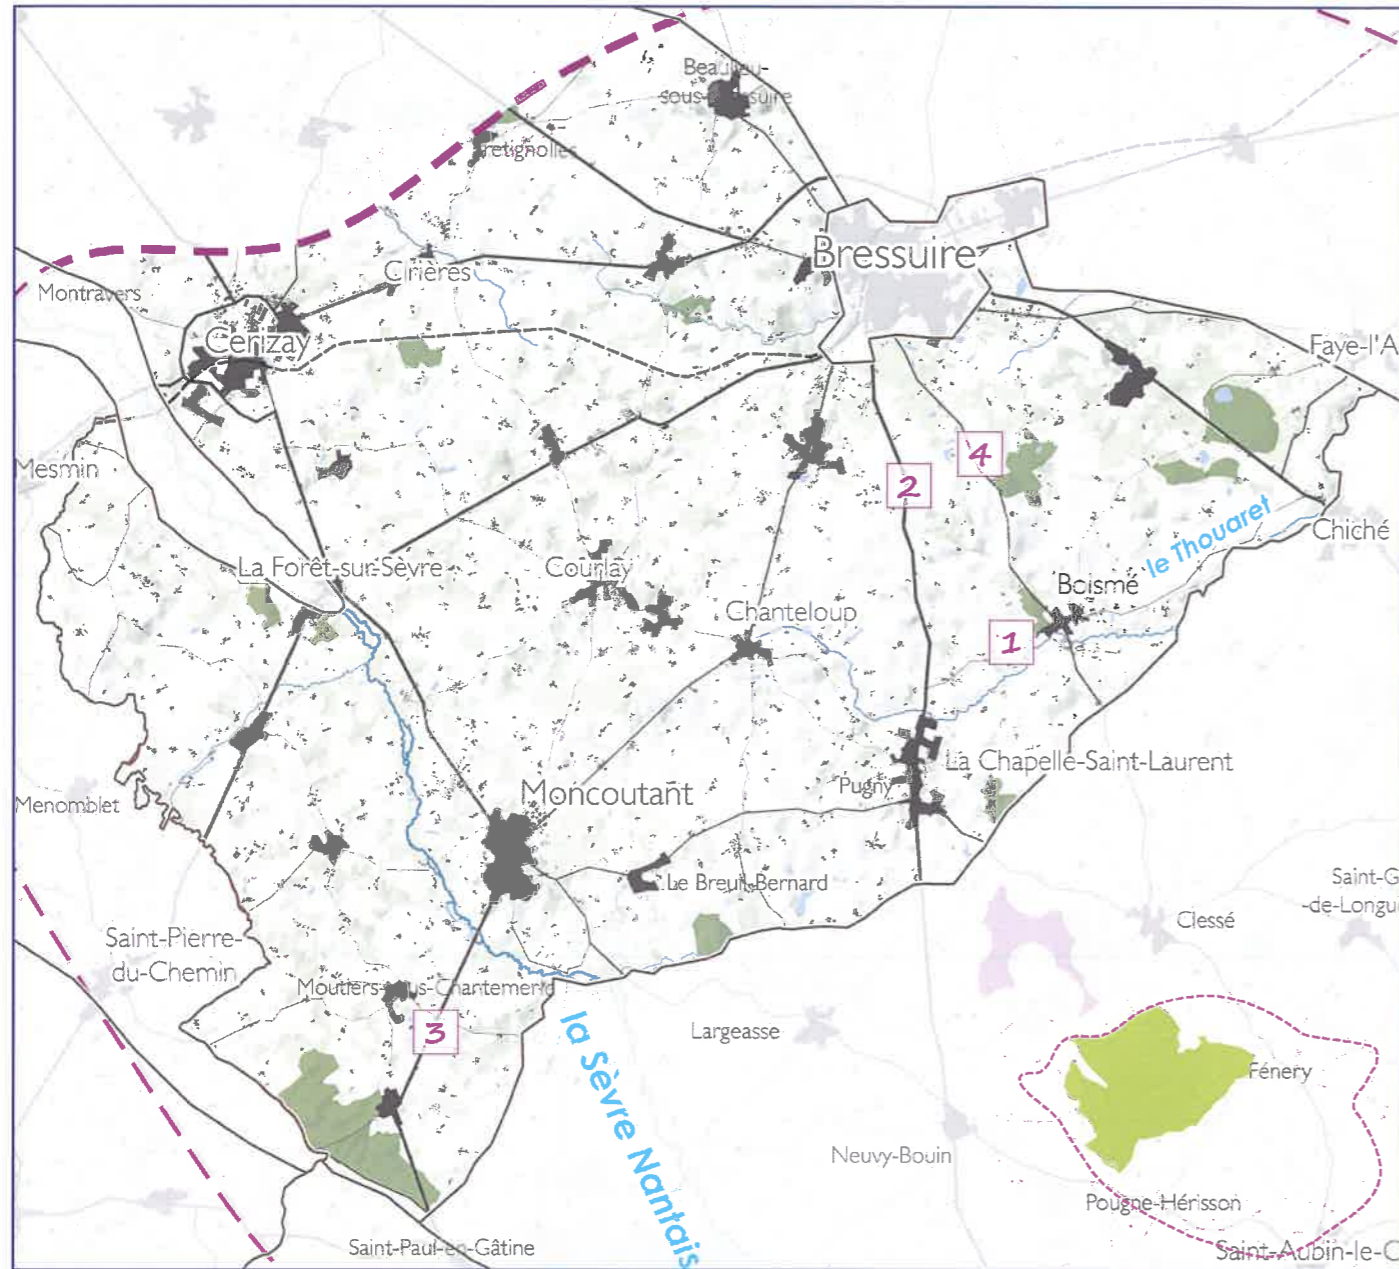 Beaulieu-
sous-Bressuire
Bretignolles
Bressuire
Cirières
Montravers
Cerizay
Faye-l'A
Mesmin
4
2
Chiché
le Thouaret
La Forêt-sur-Sèvre
Courlay
Boismé
Chanteloup
1
La Chapelle-Saint-Laurent
Pugny
Menomblet
Moncoutant
Le Breuil-Bernard
Saint-G
-de-Longu
Clessé
Saint-Pierre-
du-Chemin
Moutiers-sous-Chantemerle
3
Largeasse
la Sèvre Nantais
Fénery
Neuvy-Bouin
Pougne-Hérisson
Saint-Paul-en-Gâtine
Saint-Aubin-le-C